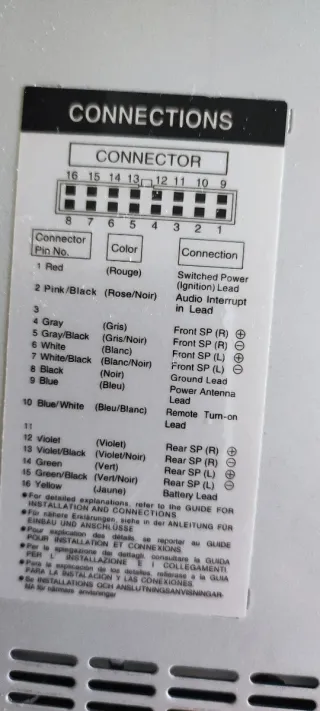 CONNECTIONS
CONNECTOR
16 15 14 13 12 11 10 9
8 7 6 5 4 3 2 1
Connector Pin No. Color Connection
1 Red (Rouge) Switched Power (Ignition) Lead
2 Pink/Black (Rose/Noir) Audio Interrupt in Lead
3
4 Gray (Gris) Front SP (R) ⊕
5 Gray/Black (Gris/Noir) Front SP (R) ⊖
6 White (Blanc) Front SP (L) ⊕
7 White/Black (Blanc/Noir) Front SP (L) ⊖
8 Black (Noir) Ground Lead
9 Blue (Bleu) Power Antenna Lead
10 Blue/White (Bleu/Blanc) Remote Turn-on Lead
11
12 Violet (Violet) Rear SP (R) ⊕
13 Violet/Black (Violet/Noir) Rear SP (R) ⊖
14 Green (Vert) Rear SP (L) ⊕
15 Green/Black (Vert/Noir) Rear SP (L) ⊖
16 Yellow (Jaune) Battery Lead
●For detailed explanations, refer to the GUIDE FOR
INSTALLATION AND CONNECTIONS
●Für nähere Erklärungen, siehe in der ANLEITUNG FÜR
EINBAU UND ANSCHLÜSSE
●Pour explication des détails, se reporter au GUIDE
POUR INSTALLATION ET CONNEXIONS
●Per le spiegazione dei dettagli, consultare la GUIDA
PER L' INSTALLAZIONE E I COLLEGAMENTI
●Para la explicación de los detalles, refiérase a la GUIA
PARA LA INSTALACIÓN Y LAS CONEXIONES
●Se INSTALLATIONS OCH ANSLUTNINGSANVISNINGAR-
NA för närmare anvisningar